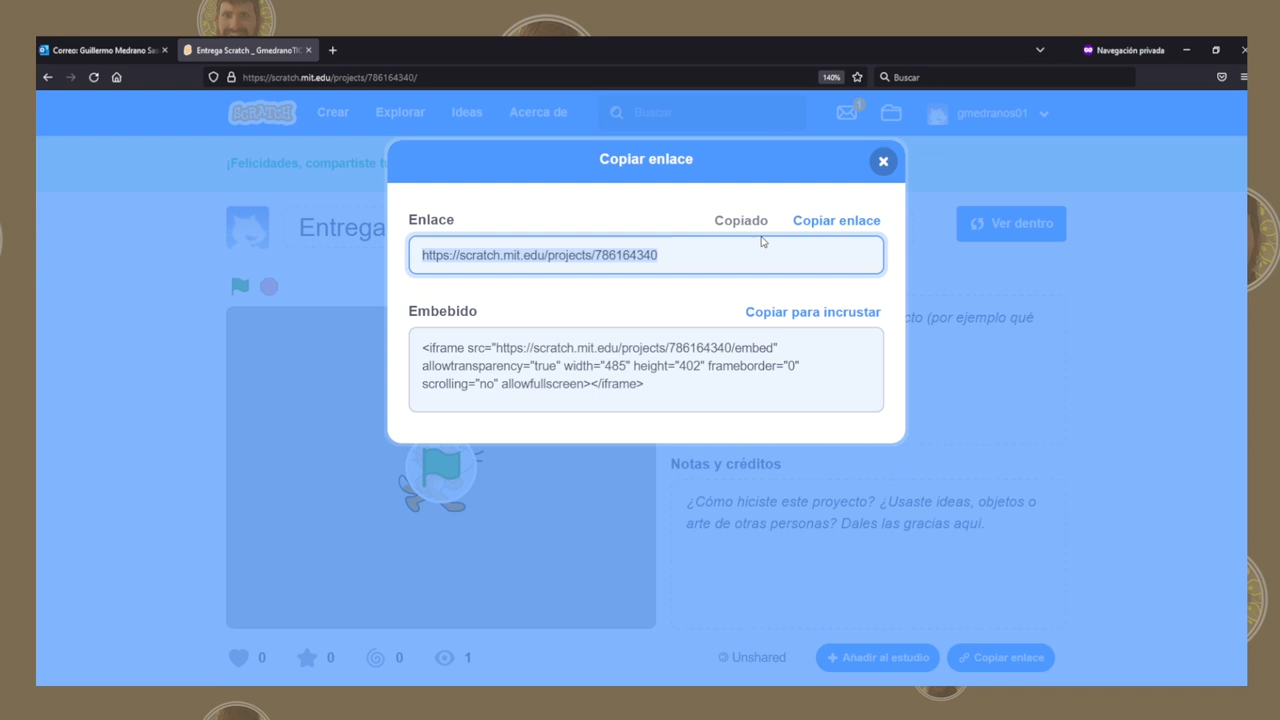 Correo: Guillermo Medrano Sa
Entrega Scratch _ GmedranoTIC
Navegación privada
https://scratch.mit.edu/projects/786164340/
140%
Buscar
SCRATCH
Crear
Explorar
Ideas
Acerca de
Buscar
1
gmedranos01
¡Felicidades, compartiste tu
Copiar enlace
Enlace
Copiado
Copiar enlace
https://scratch.mit.edu/projects/786164340
Embebido
Copiar para incrustar
<iframe src="https://scratch.mit.edu/projects/786164340/embed"
allowtransparency="true" width="485" height="402" frameborder="0"
scrolling="no" allowfullscreen></iframe>
Entrega
Ver dentro
cto (por ejemplo qué
Notas y créditos
¿Cómo hiciste este proyecto? ¿Usaste ideas, objetos o
arte de otras personas? Dales las gracias aquí.
0
0
0
1
Unshared
Añadir al estudio
Copiar enlace